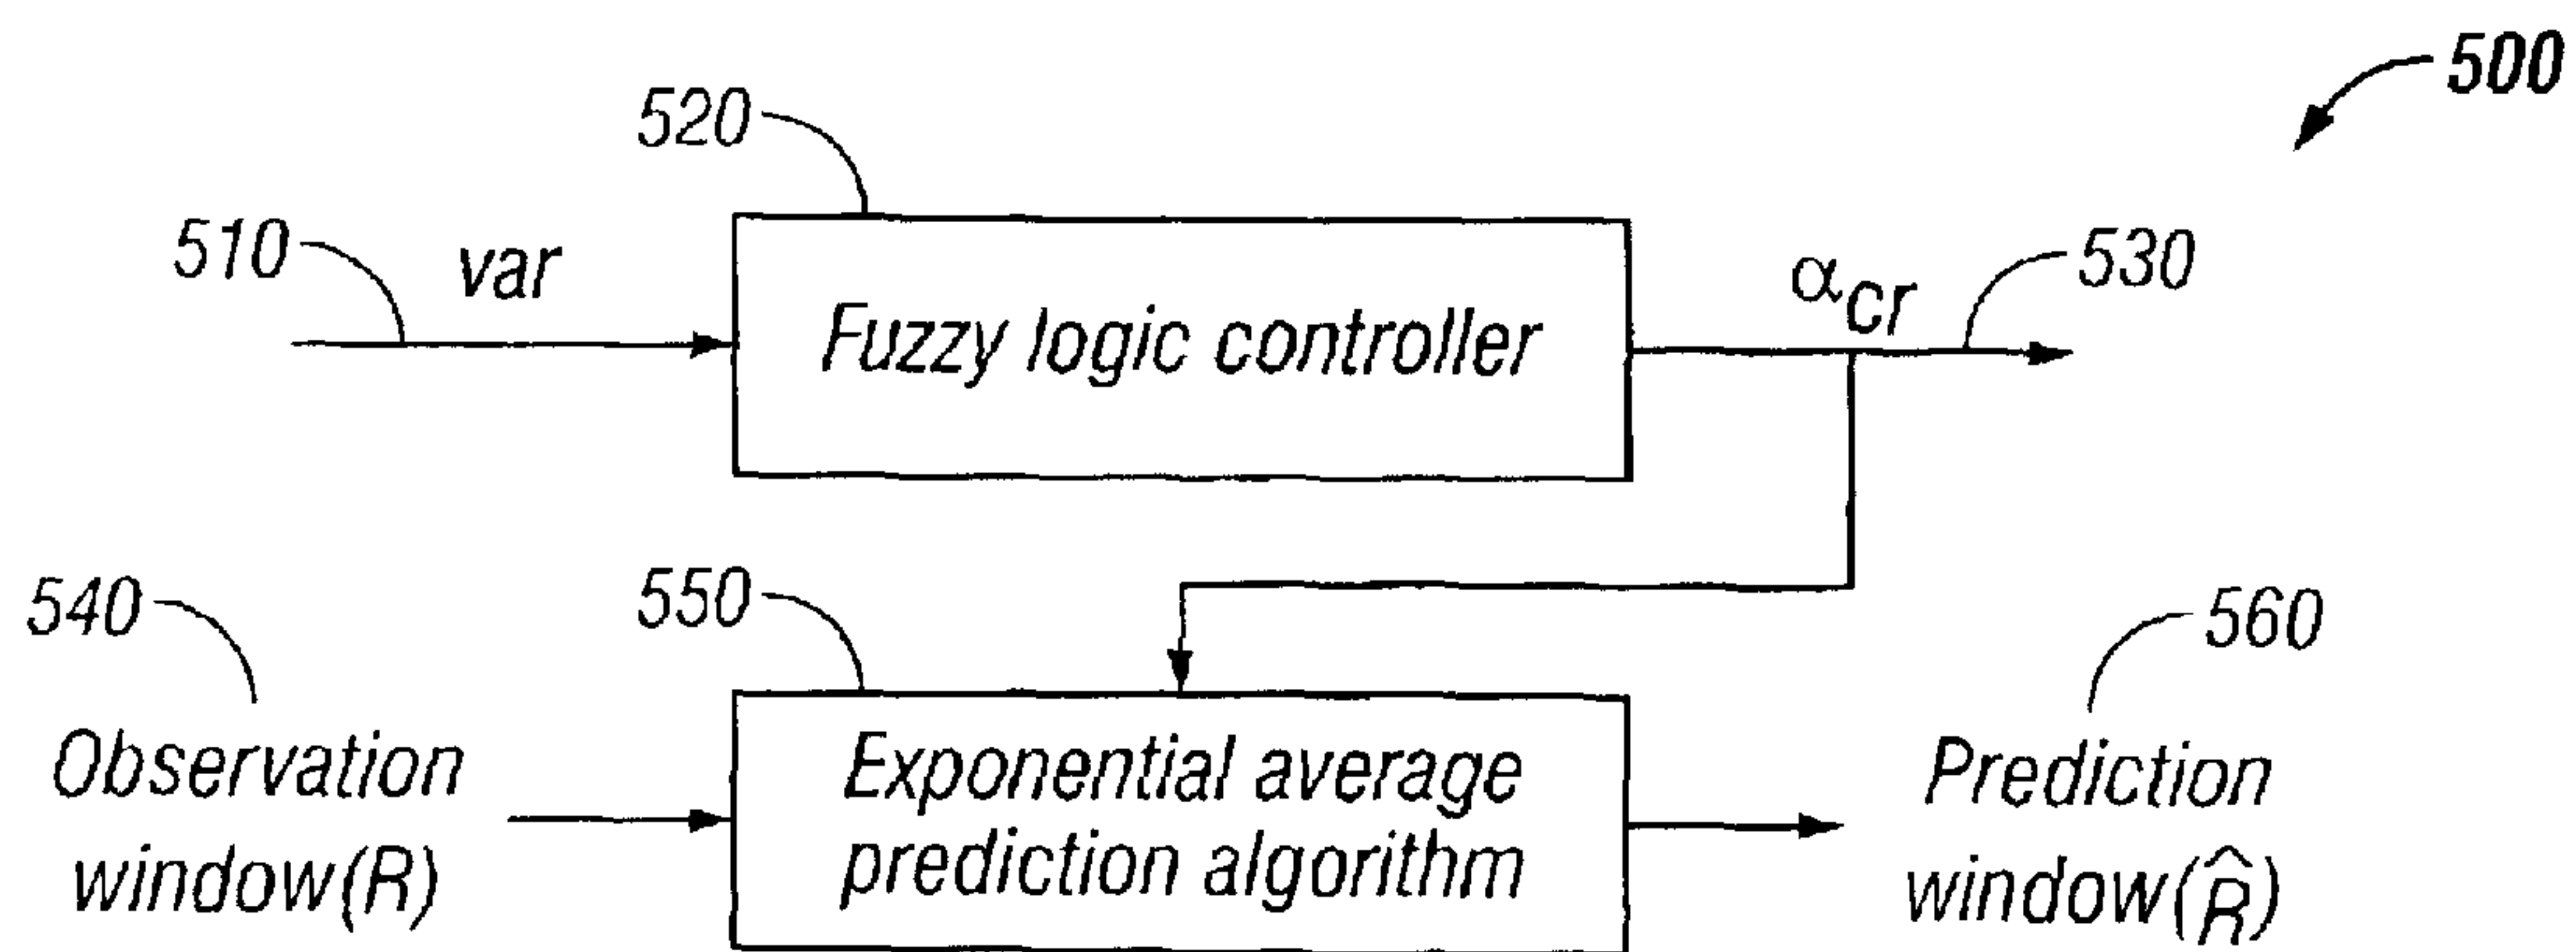 500
520
510
var
Fuzzy logic controller
αcr
530
540
550
560
Observation
window(R)
Exponential average
prediction algorithm
Prediction
window(R̂)